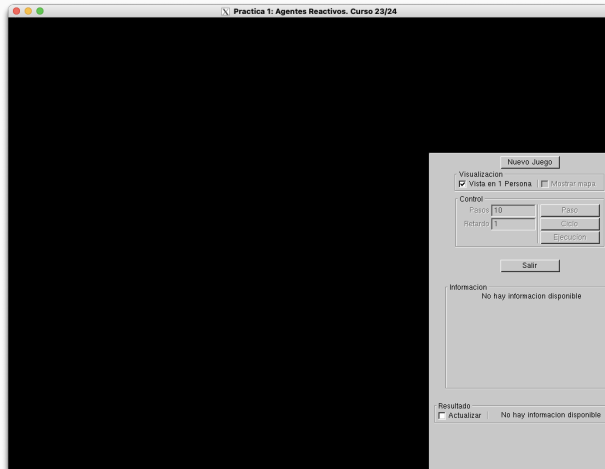 Practica 1: Agentes Reactivos. Curso 23/24
Nuevo Juego
Visualizacion
Vista en 1 Persona Mostrar mapa
Control
Pasos 10 Paso
Retardo 1 Ciclo
Ejecucion
Salir
Informacion
No hay informacion disponible
Resultado
Actualizar No hay informacion disponible